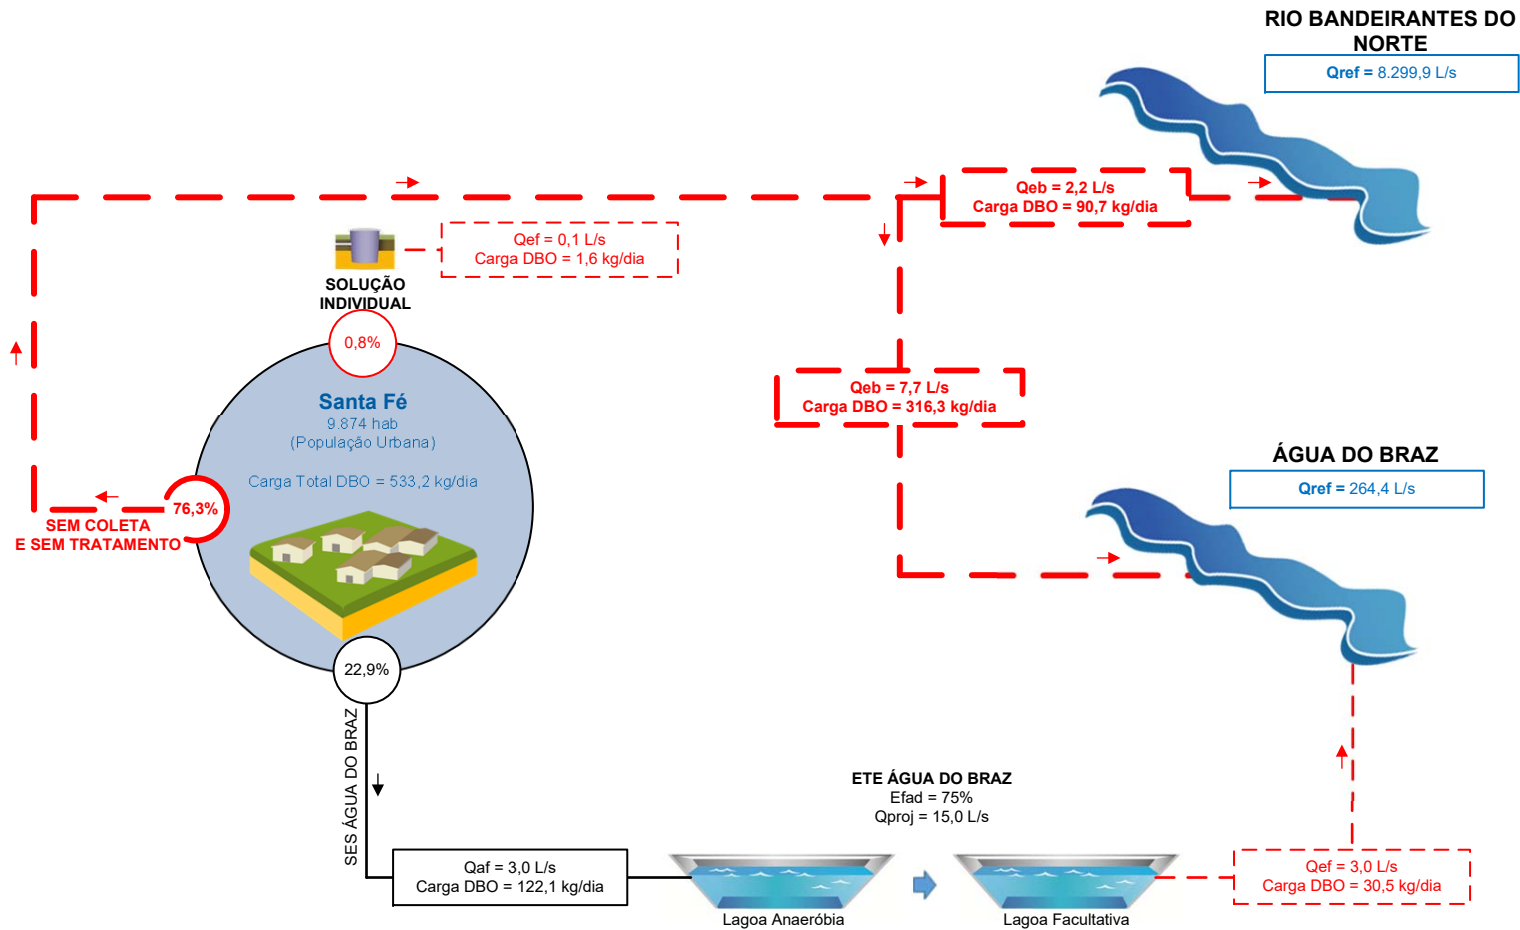 RIO BANDEIRANTES DO
NORTE
Qref = 8.299,9 L/s
Qeb = 2,2 L/s
Carga DBO = 90,7 kg/dia
Qef = 0,1 L/s
Carga DBO = 1,6 kg/dia
SOLUÇÃO
INDIVIDUAL
0,8%
Santa Fé
9.874 hab
(População Urbana)
Carga Total DBO = 533,2 kg/dia
Qeb = 7,7 L/s
Carga DBO = 316,3 kg/dia
ÁGUA DO BRAZ
Qref = 264,4 L/s
76,3%
SEM COLETA
E SEM TRATAMENTO
22,9%
SES ÁGUA DO BRAZ
ETE ÁGUA DO BRAZ
Efad = 75%
Qproj = 15,0 L/s
Qaf = 3,0 L/s
Carga DBO = 122,1 kg/dia
Lagoa Anaeróbia
Lagoa Facultativa
Qef = 3,0 L/s
Carga DBO = 30,5 kg/dia